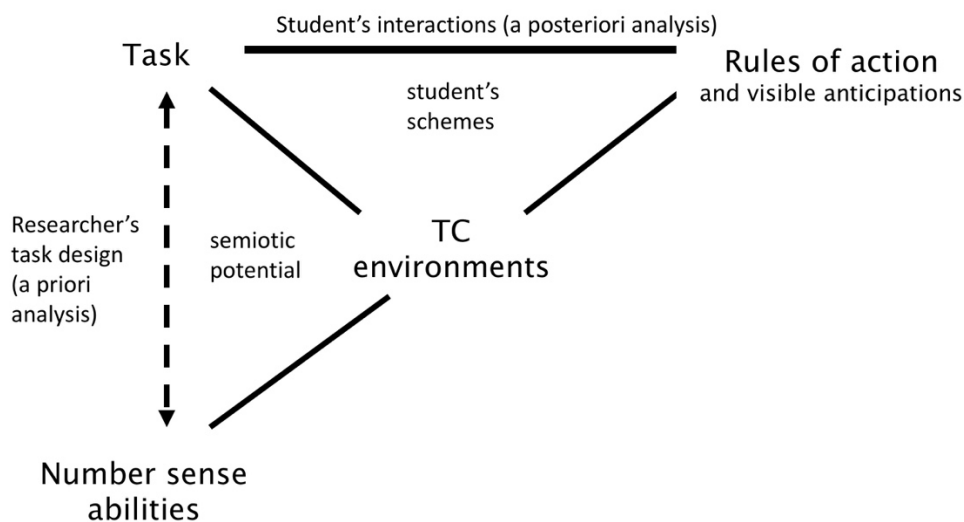 Student's interactions (a posteriori analysis)
Task
Rules of action
and visible anticipations
student's
schemes
Researcher's
task design
(a priori
analysis)
semiotic
potential
TC
environments
Number sense
abilities